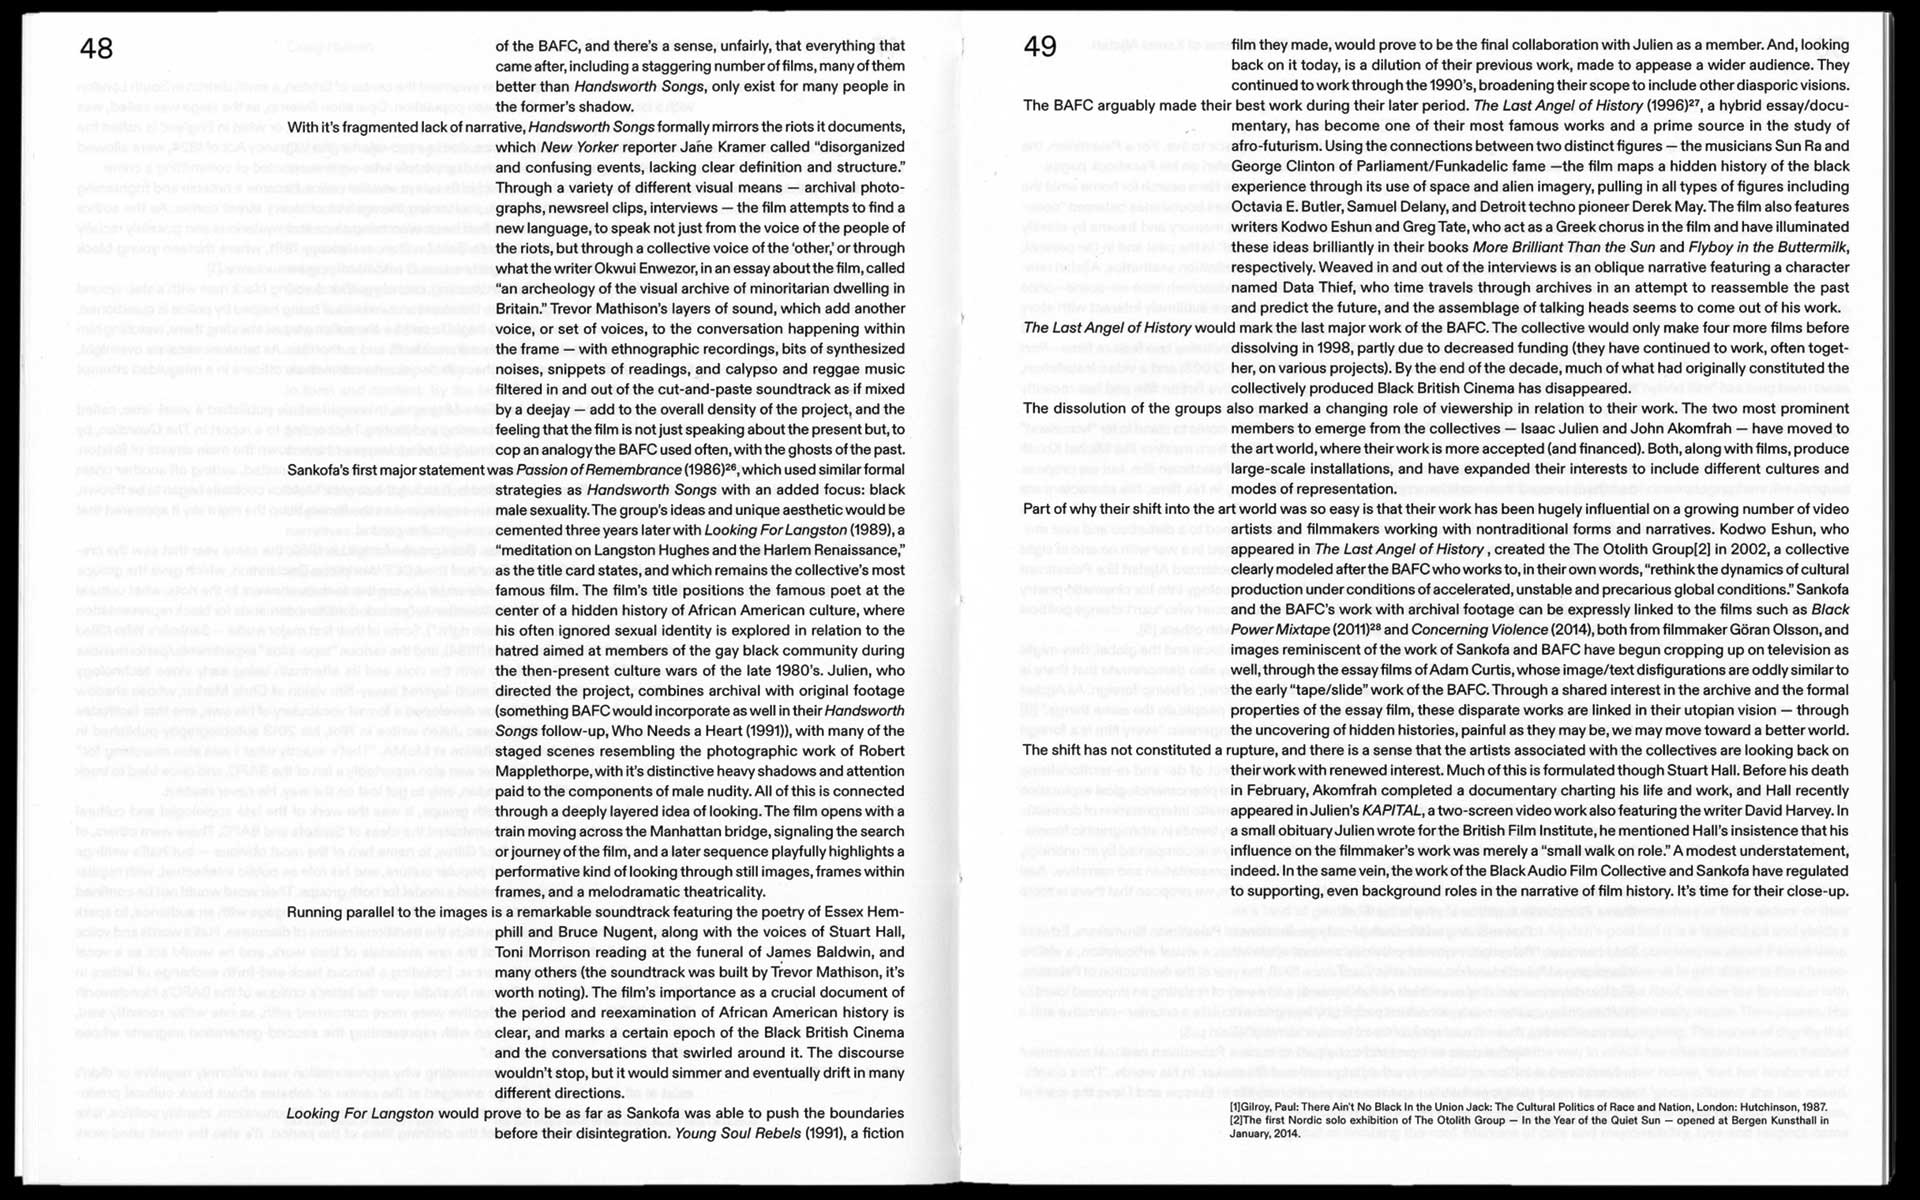 48
of the BAFC, and there's a sense, unfairly, that everything that
came after, including a staggering number of films, many of them
better than Handsworth Songs, only exist for many people in
the former's shadow.
With it's fragmented lack of narrative, Handsworth Songs formally mirrors the riots it documents,
which New Yorker reporter Jane Kramer called “disorganized
and confusing events, lacking clear definition and structure.”
Through a variety of different visual means — archival photo-
graphs, newsreel clips, interviews — the film attempts to find a
new language, to speak not just from the voice of the people of
the riots, but through a collective voice of the ‘other,’ or through
what the writer Okwui Enwezor, in an essay about the film, called
“an archeology of the visual archive of minoritarian dwelling in
Britain.” Trevor Mathison's layers of sound, which add another
voice, or set of voices, to the conversation happening within
the frame — with ethnographic recordings, bits of synthesized
noises, snippets of readings, and calypso and reggae music
filtered in and out of the cut-and-paste soundtrack as if mixed
by a deejay — add to the overall density of the project, and the
feeling that the film is not just speaking about the present but, to
cop an analogy the BAFC used often, with the ghosts of the past.
Sankofa's first major statement was Passion of Remembrance (1986)²⁶, which used similar formal
strategies as Handsworth Songs with an added focus: black
male sexuality. The group's ideas and unique aesthetic would be
cemented three years later with Looking For Langston (1989), a
“meditation on Langston Hughes and the Harlem Renaissance,”
as the title card states, and which remains the collective's most
famous film. The film's title positions the famous poet at the
center of a hidden history of African American culture, where
his often ignored sexual identity is explored in relation to the
hatred aimed at members of the gay black community during
the then-present culture wars of the late 1980's. Julien, who
directed the project, combines archival with original footage
(something BAFC would incorporate as well in their Handsworth
Songs follow-up, Who Needs a Heart (1991)), with many of the
staged scenes resembling the photographic work of Robert
Mapplethorpe, with it's distinctive heavy shadows and attention
paid to the components of male nudity. All of this is connected
through a deeply layered idea of looking. The film opens with a
train moving across the Manhattan bridge, signaling the search
or journey of the film, and a later sequence playfully highlights a
performative kind of looking through still images, frames within
frames, and a melodramatic theatricality.
Running parallel to the images is a remarkable soundtrack featuring the poetry of Essex Hem-
phill and Bruce Nugent, along with the voices of Stuart Hall,
Toni Morrison reading at the funeral of James Baldwin, and
many others (the soundtrack was built by Trevor Mathison, it's
worth noting). The film's importance as a crucial document of
the period and reexamination of African American history is
clear, and marks a certain epoch of the Black British Cinema
and the conversations that swirled around it. The discourse
wouldn't stop, but it would simmer and eventually drift in many
different directions.
Looking For Langston would prove to be as far as Sankofa was able to push the boundaries
before their disintegration. Young Soul Rebels (1991), a fiction
49
film they made, would prove to be the final collaboration with Julien as a member. And, looking
back on it today, is a dilution of their previous work, made to appease a wider audience. They
continued to work through the 1990's, broadening their scope to include other diasporic visions.
The BAFC arguably made their best work during their later period. The Last Angel of History (1996)²⁷, a hybrid essay/docu-
mentary, has become one of their most famous works and a prime source in the study of
afro-futurism. Using the connections between two distinct figures — the musicians Sun Ra and
George Clinton of Parliament/Funkadelic fame —the film maps a hidden history of the black
experience through its use of space and alien imagery, pulling in all types of figures including
Octavia E. Butler, Samuel Delany, and Detroit techno pioneer Derek May. The film also features
writers Kodwo Eshun and Greg Tate, who act as a Greek chorus in the film and have illuminated
these ideas brilliantly in their books More Brilliant Than the Sun and Flyboy in the Buttermilk,
respectively. Weaved in and out of the interviews is an oblique narrative featuring a character
named Data Thief, who time travels through archives in an attempt to reassemble the past
and predict the future, and the assemblage of talking heads seems to come out of his work.
The Last Angel of History would mark the last major work of the BAFC. The collective would only make four more films before
dissolving in 1998, partly due to decreased funding (they have continued to work, often toget-
her, on various projects). By the end of the decade, much of what had originally constituted the
collectively produced Black British Cinema has disappeared.
The dissolution of the groups also marked a changing role of viewership in relation to their work. The two most prominent
members to emerge from the collectives — Isaac Julien and John Akomfrah — have moved to
the art world, where their work is more accepted (and financed). Both, along with films, produce
large-scale installations, and have expanded their interests to include different cultures and
modes of representation.
Part of why their shift into the art world was so easy is that their work has been hugely influential on a growing number of video
artists and filmmakers working with nontraditional forms and narratives. Kodwo Eshun, who
appeared in The Last Angel of History , created the The Otolith Group[2] in 2002, a collective
clearly modeled after the BAFC who works to, in their own words, “rethink the dynamics of cultural
production under conditions of accelerated, unstable and precarious global conditions.” Sankofa
and the BAFC's work with archival footage can be expressly linked to the films such as Black
Power Mixtape (2011)²⁸ and Concerning Violence (2014), both from filmmaker Göran Olsson, and
images reminiscent of the work of Sankofa and BAFC have begun cropping up on television as
well, through the essay films of Adam Curtis, whose image/text disfigurations are oddly similar to
the early “tape/slide” work of the BAFC. Through a shared interest in the archive and the formal
properties of the essay film, these disparate works are linked in their utopian vision — through
the uncovering of hidden histories, painful as they may be, we may move toward a better world.
The shift has not constituted a rupture, and there is a sense that the artists associated with the collectives are looking back on
their work with renewed interest. Much of this is formulated though Stuart Hall. Before his death
in February, Akomfrah completed a documentary charting his life and work, and Hall recently
appeared in Julien's KAPITAL, a two-screen video work also featuring the writer David Harvey. In
a small obituary Julien wrote for the British Film Institute, he mentioned Hall's insistence that his
influence on the filmmaker's work was merely a “small walk on role.” A modest understatement,
indeed. In the same vein, the work of the Black Audio Film Collective and Sankofa have regulated
to supporting, even background roles in the narrative of film history. It's time for their close-up.
[1]Gilroy, Paul: There Ain't No Black In the Union Jack: The Cultural Politics of Race and Nation, London: Hutchinson, 1987.
[2]The first Nordic solo exhibition of The Otolith Group — In the Year of the Quiet Sun — opened at Bergen Kunsthall in
January, 2014.